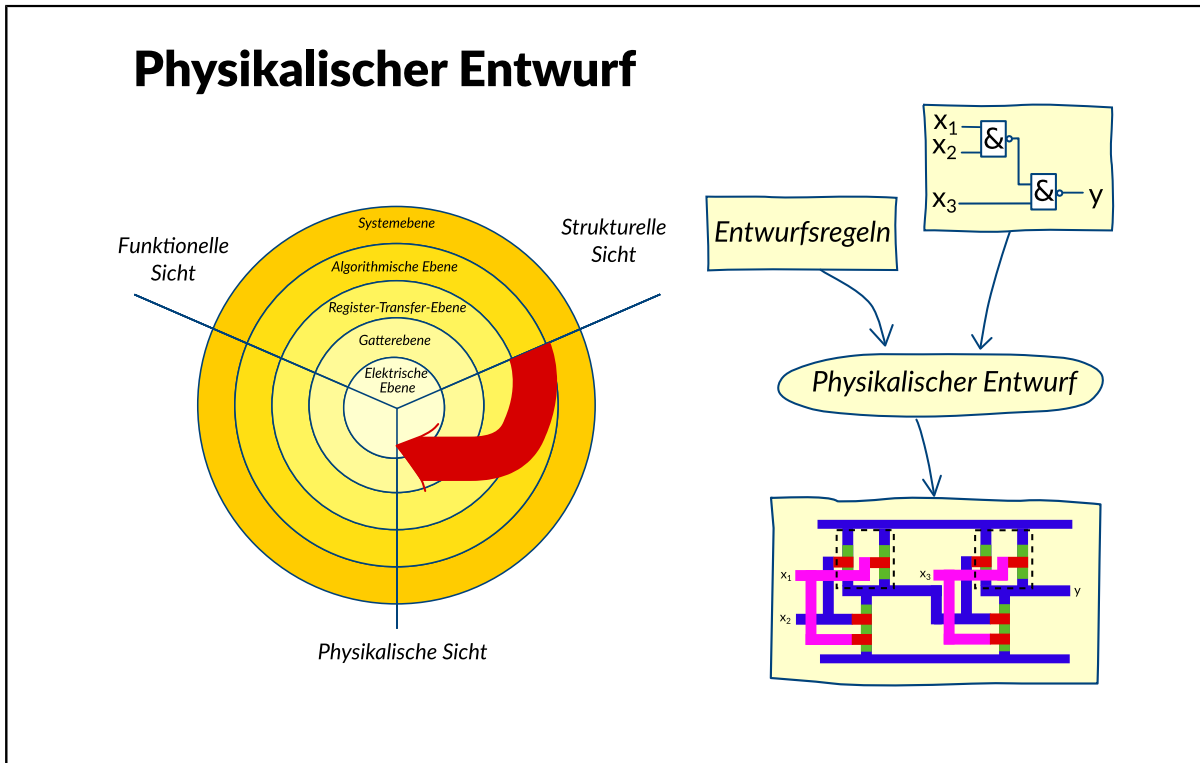 Physikalischer Entwurf
Funktionelle
Sicht
Strukturelle
Sicht
Systemebene
Algorithmische Ebene
Register-Transfer-Ebene
Gatterebene
Elektrische
Ebene
Physikalische Sicht
Entwurfsregeln
x₁
x₂
&
x₃
&
y
Physikalischer Entwurf
x₁
x₃
y
x₂